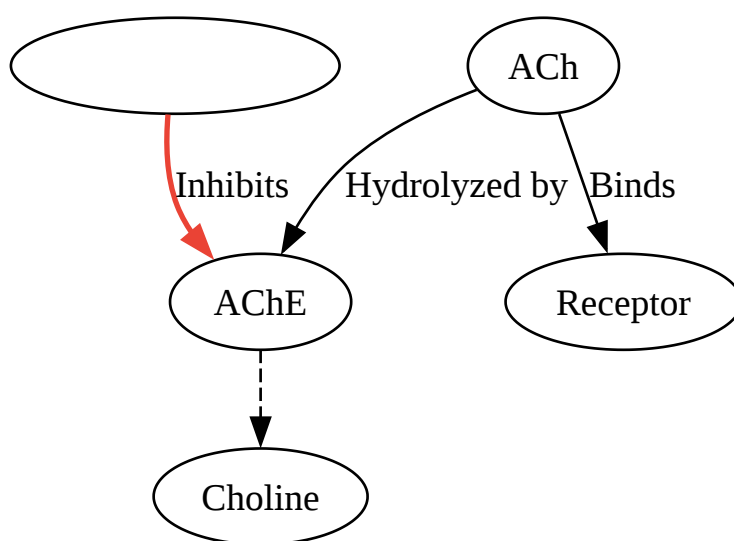 ACh
Inhibits
Hydrolyzed by
Binds
AChE
Receptor
Choline